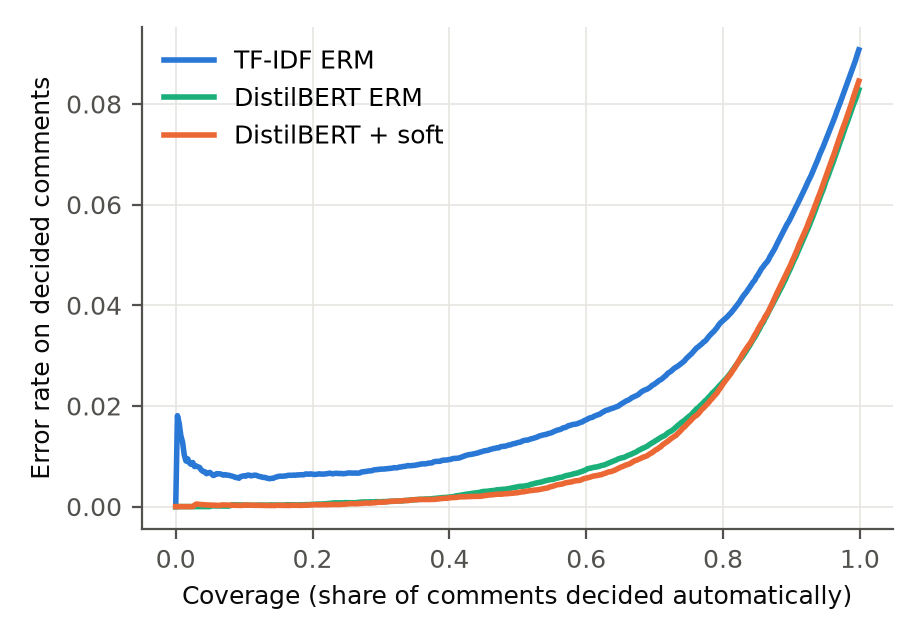 TF-IDF ERM
DistilBERT ERM
DistilBERT + soft
Error rate on decided comments
0.08
0.06
0.04
0.02
0.00
0.0 0.2 0.4 0.6 0.8 1.0
Coverage (share of comments decided automatically)